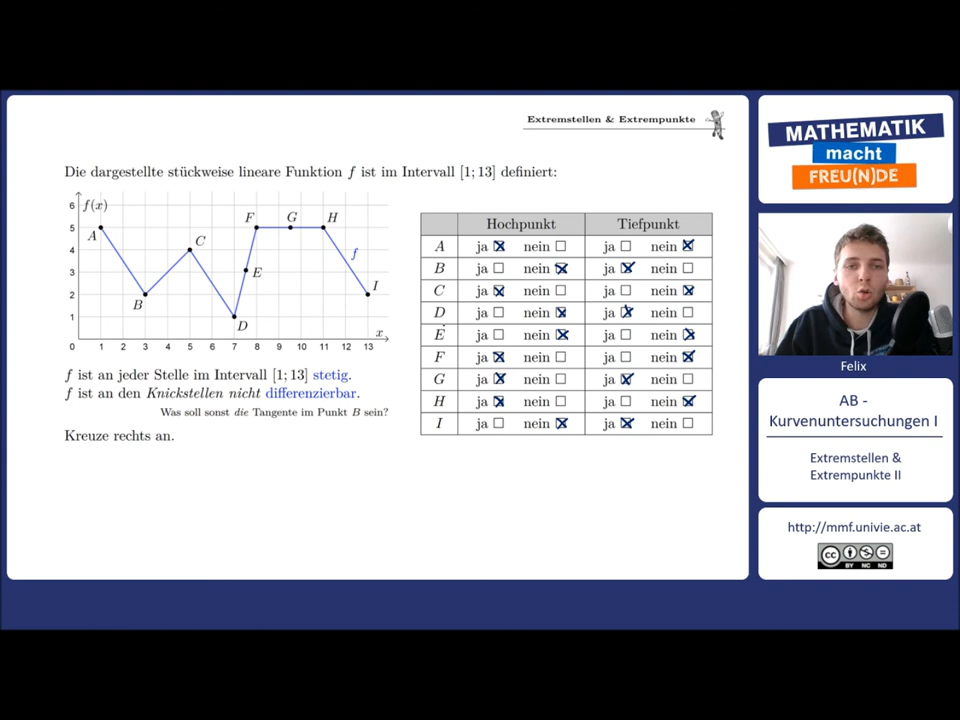 Extremstellen & Extrempunkte
Die dargestellte stückweise lineare Funktion f ist im Intervall [1; 13] definiert:
f(x)
6
5
4
3
2
1
0 1 2 3 4 5 6 7 8 9 10 11 12 13
x
A
B
C
D
E
F
G
H
I
f
f ist an jeder Stelle im Intervall [1; 13] stetig.
f ist an den Knickstellen nicht differenzierbar.
Was soll sonst die Tangente im Punkt B sein?
Kreuze rechts an.
Hochpunkt Tiefpunkt
A ja ☒ nein ☐ ja ☐ nein ☒
B ja ☐ nein ☒ ja ☒ nein ☐
C ja ☒ nein ☐ ja ☐ nein ☒
D ja ☐ nein ☒ ja ☒ nein ☐
E ja ☐ nein ☒ ja ☐ nein ☒
F ja ☒ nein ☐ ja ☐ nein ☒
G ja ☒ nein ☐ ja ☒ nein ☐
H ja ☒ nein ☐ ja ☐ nein ☒
I ja ☐ nein ☒ ja ☒ nein ☐
MATHEMATIK
macht
FREU(N)DE
Felix
AB -
Kurvenuntersuchungen I
Extremstellen &
Extrempunkte II
http://mmf.univie.ac.at
cc
BY NC ND